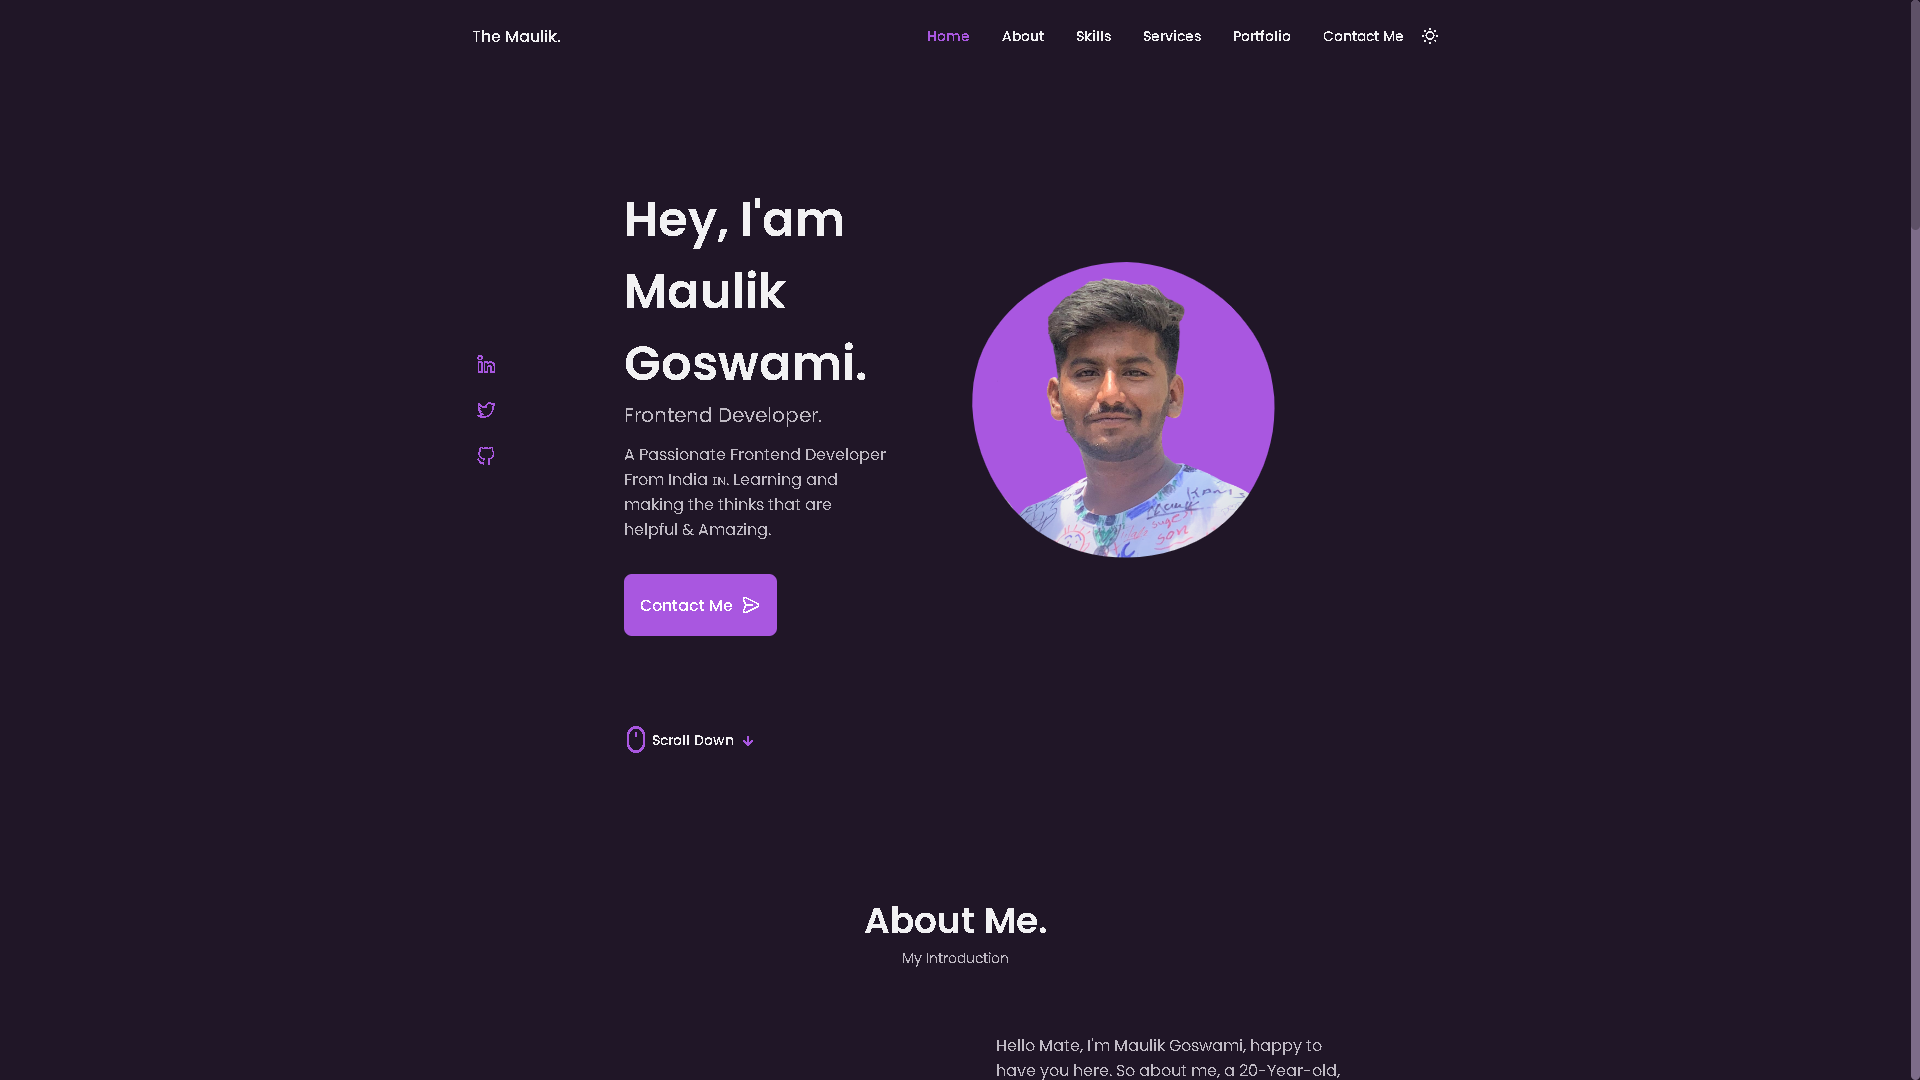 The Maulik.
Home
About
Skills
Services
Portfolio
Contact Me
Hey, I'am
Maulik
Goswami.
Frontend Developer.
A Passionate Frontend Developer
From India IN. Learning and
making the thinks that are
helpful & Amazing.
Contact Me
Scroll Down
About Me.
My Introduction
Hello Mate, I'm Maulik Goswami, happy to
have you here. So about me, a 20-Year-old,